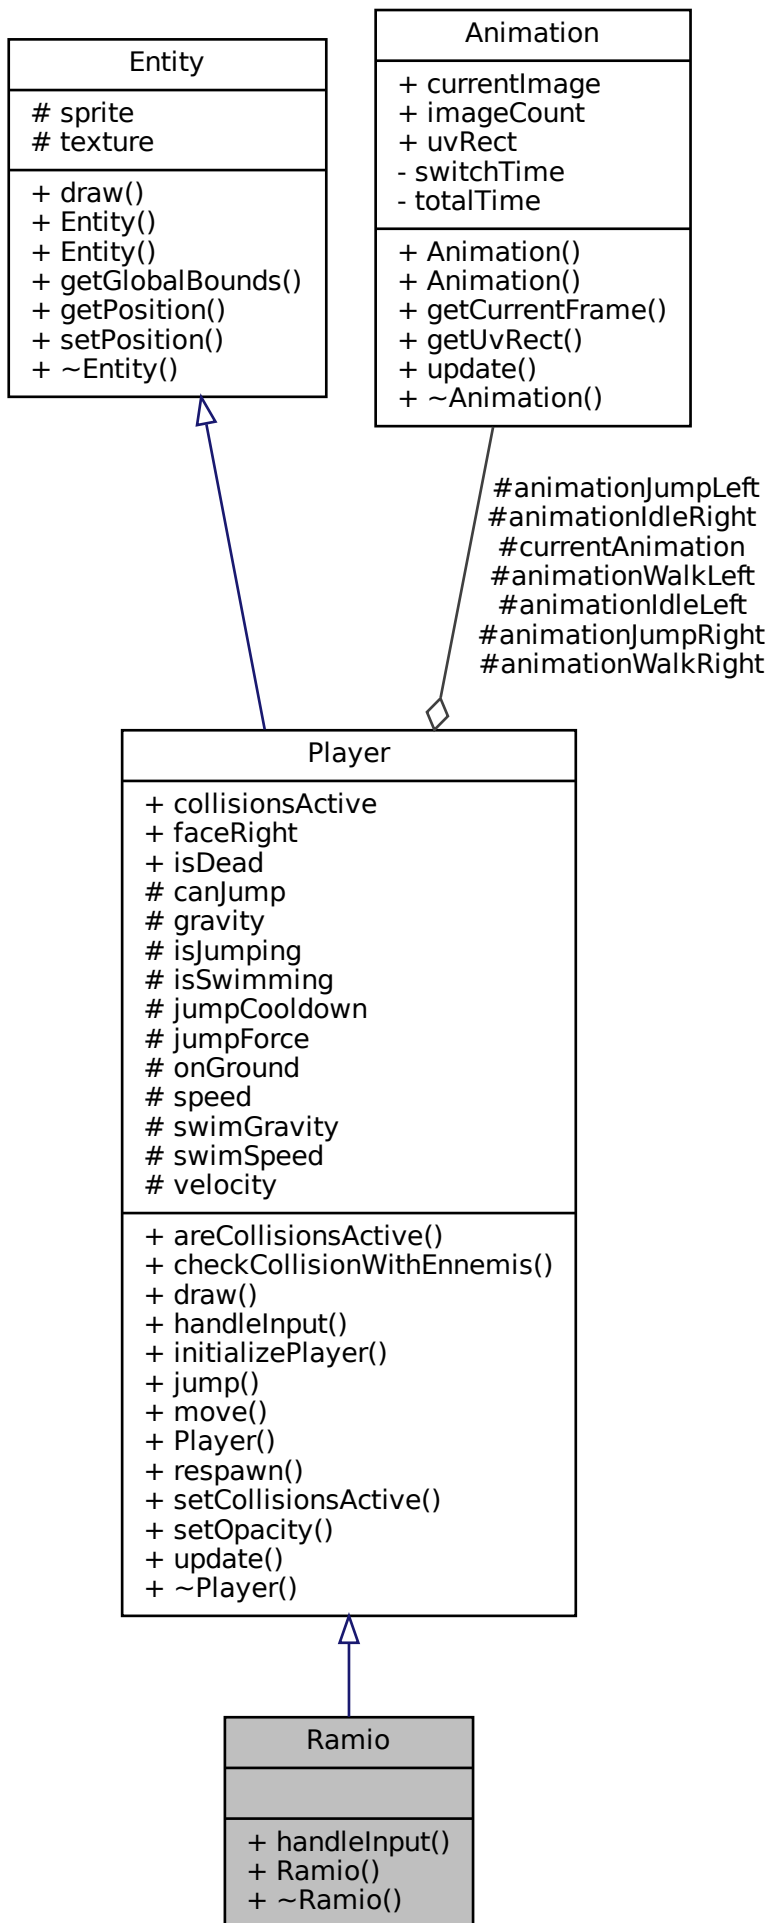 Entity
# sprite
# texture
+ draw()
+ Entity()
+ Entity()
+ getGlobalBounds()
+ getPosition()
+ setPosition()
+ ~Entity()
Animation
+ currentImage
+ imageCount
+ uvRect
- switchTime
- totalTime
+ Animation()
+ Animation()
+ getCurrentFrame()
+ getUvRect()
+ update()
+ ~Animation()
#animationJumpLeft
#animationIdleRight
#currentAnimation
#animationWalkLeft
#animationIdleLeft
#animationJumpRight
#animationWalkRight
Player
+ collisionsActive
+ faceRight
+ isDead
# canJump
# gravity
# isJumping
# isSwimming
# jumpCooldown
# jumpForce
# onGround
# speed
# swimGravity
# swimSpeed
# velocity
+ areCollisionsActive()
+ checkCollisionWithEnnemis()
+ draw()
+ handleInput()
+ initializePlayer()
+ jump()
+ move()
+ Player()
+ respawn()
+ setCollisionsActive()
+ setOpacity()
+ update()
+ ~Player()
Ramio
+ handleInput()
+ Ramio()
+ ~Ramio()